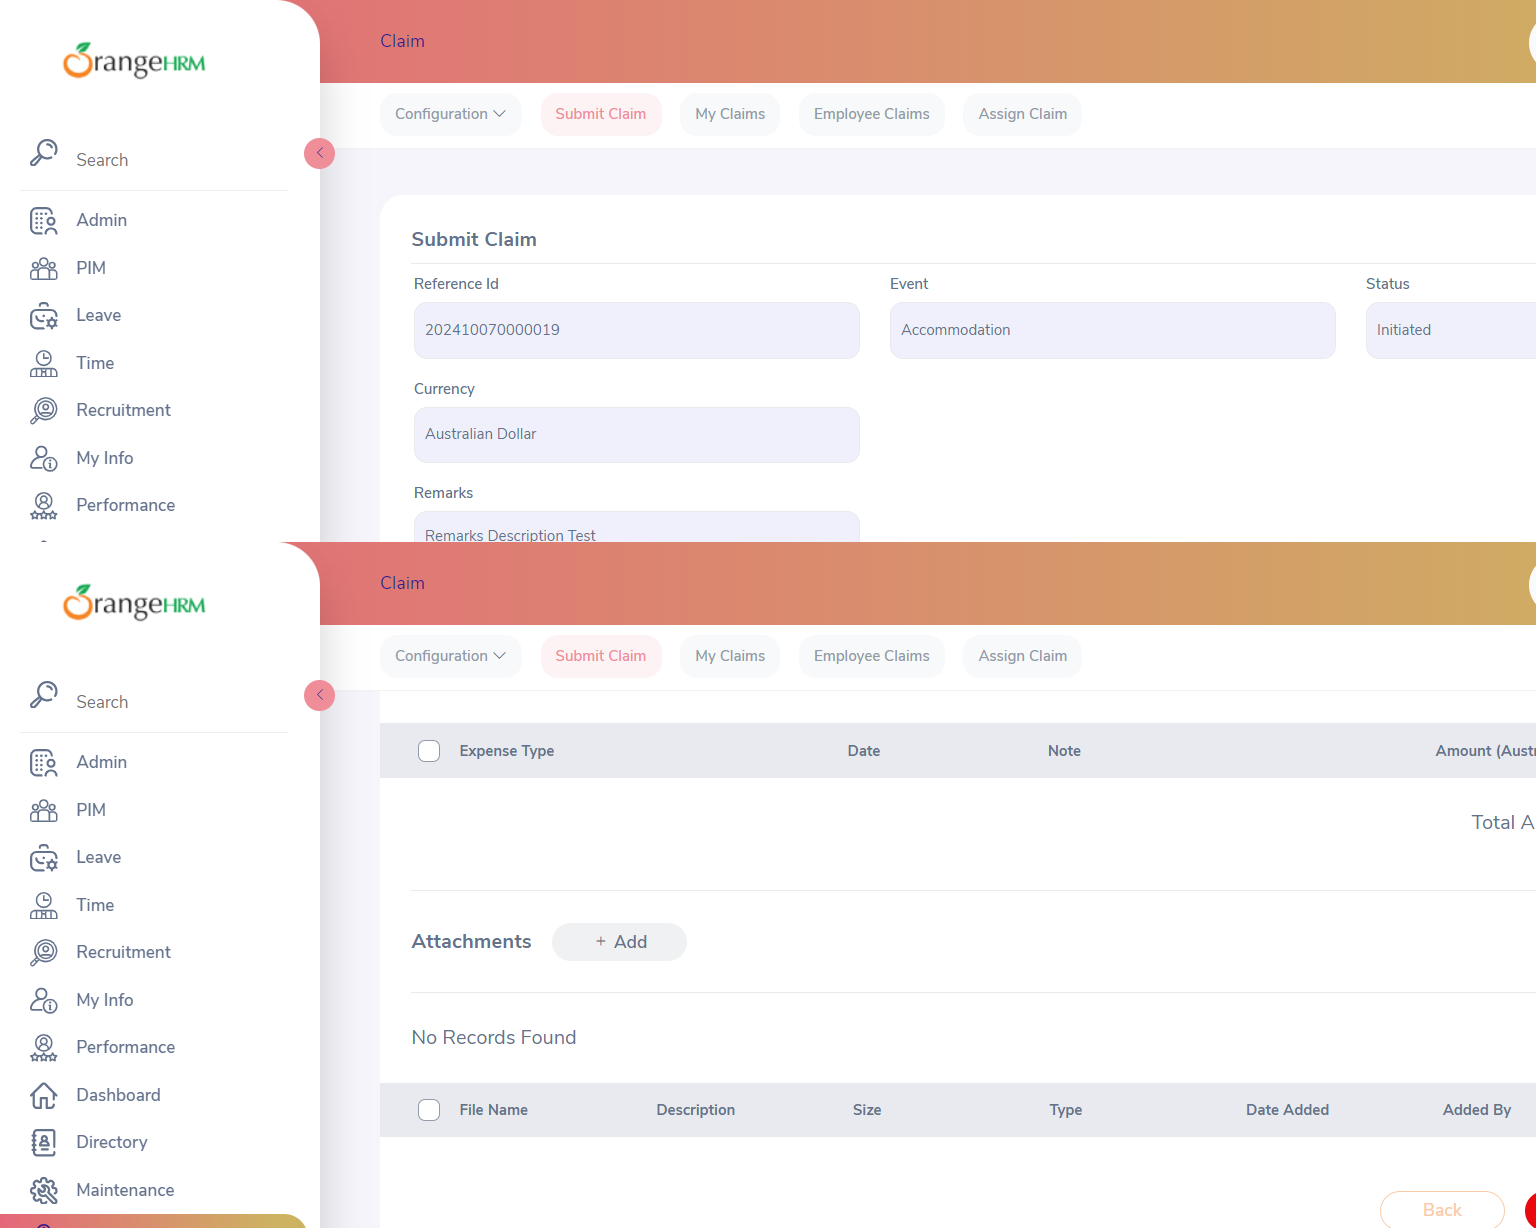 OrangeHRM
Claim
Configuration
Submit Claim
My Claims
Employee Claims
Assign Claim
Search
Admin
PIM
Leave
Time
Recruitment
My Info
Performance
Submit Claim
Reference Id
Event
Status
202410070000019
Accommodation
Initiated
Currency
Australian Dollar
Remarks
Remarks Description Test
OrangeHRM
Claim
Configuration
Submit Claim
My Claims
Employee Claims
Assign Claim
Search
Admin
PIM
Leave
Time
Recruitment
My Info
Performance
Dashboard
Directory
Maintenance
Expense Type
Date
Note
Amount
Total
Attachments
+ Add
No Records Found
File Name
Description
Size
Type
Date Added
Added By
Back